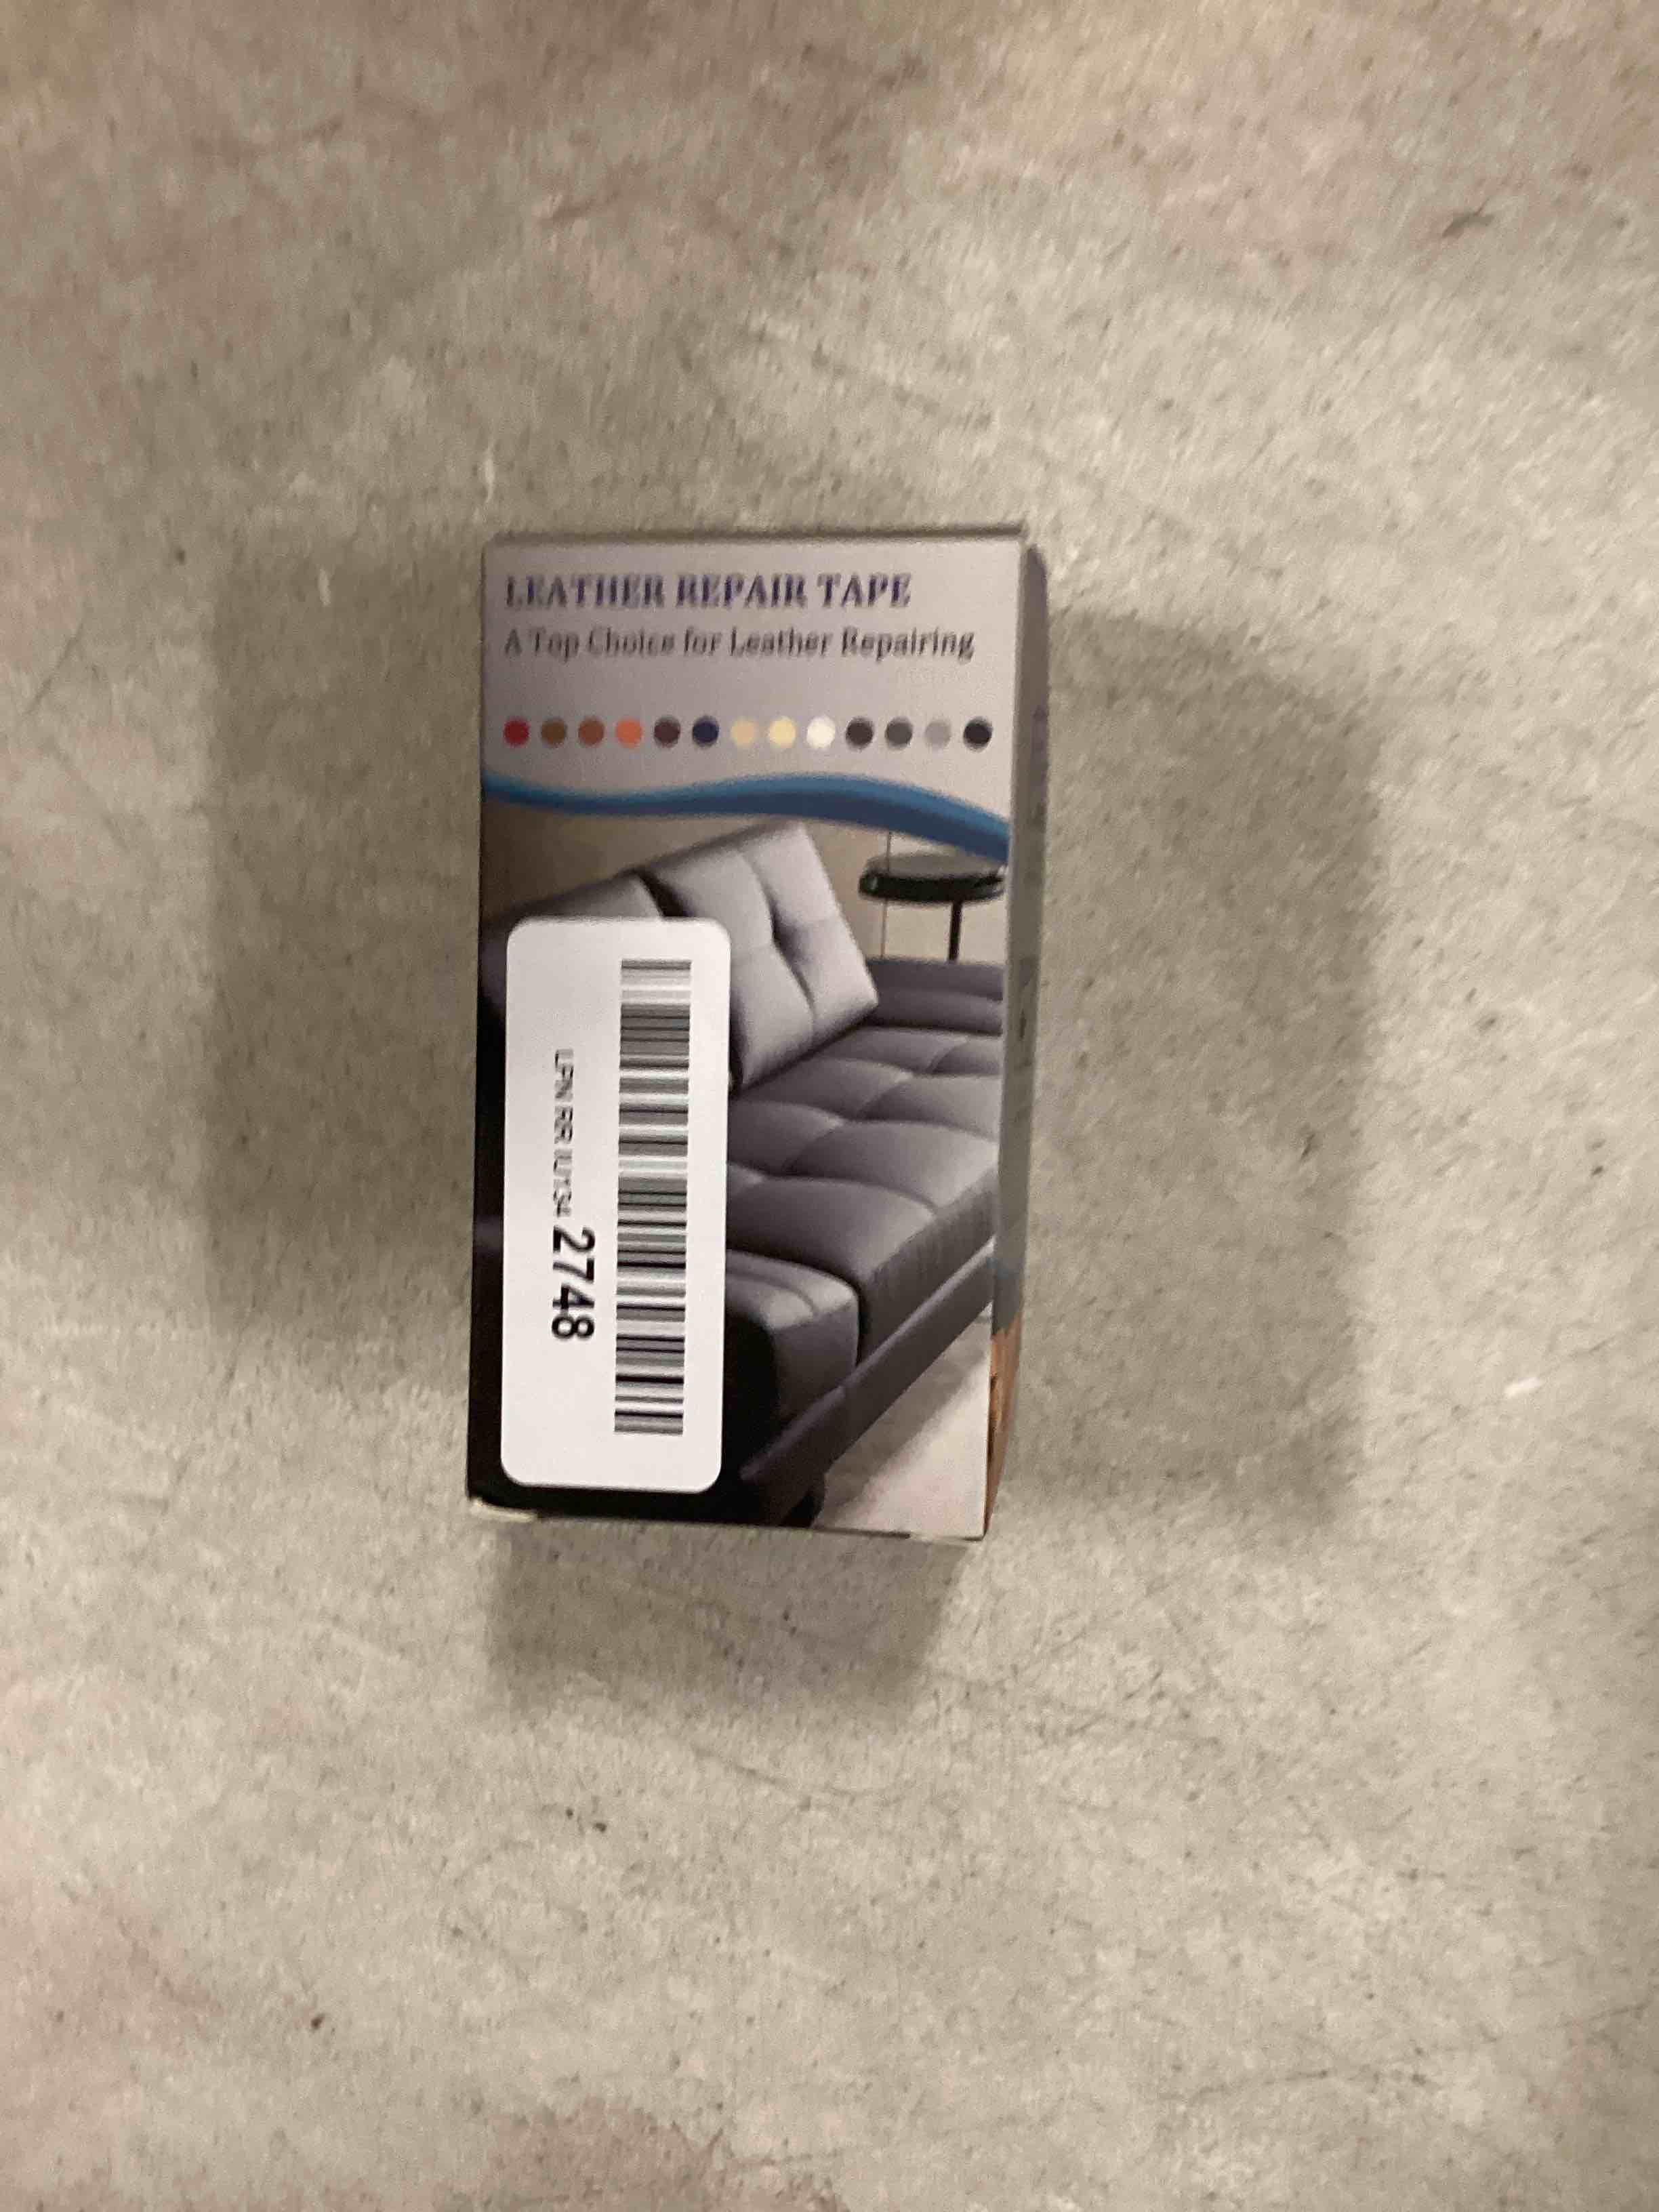 LEATHER REPAIR TAPE
A Top Choice for Leather Repairing
2748